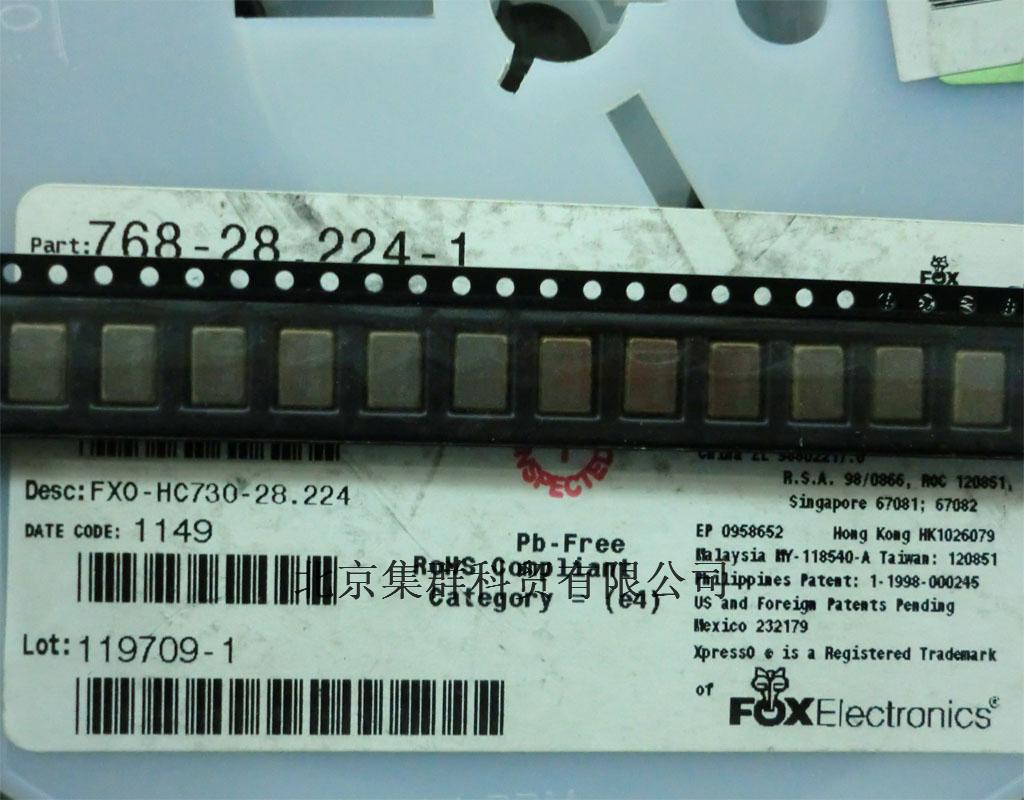 Part: 768-28.224-1
FOX
INSPECTED
R.S.A. 98/0866, ROC 120851,
Singapore 67081; 67082
Desc: FXO-HC730-28.224
DATE CODE: 1149
EP 0958652 Hong Kong HK1026079
Pb-Free
Malaysia MY-118540-A Taiwan: 120851
RoHS Compliant
北京集群科贸有限公司
Philippines Patent: 1-1998-000245
Category = (e4)
US and Foreign Patents Pending
Mexico 232179
Lot: 119709-1
XpressO ® is a Registered Trademark
of FOXElectronics®